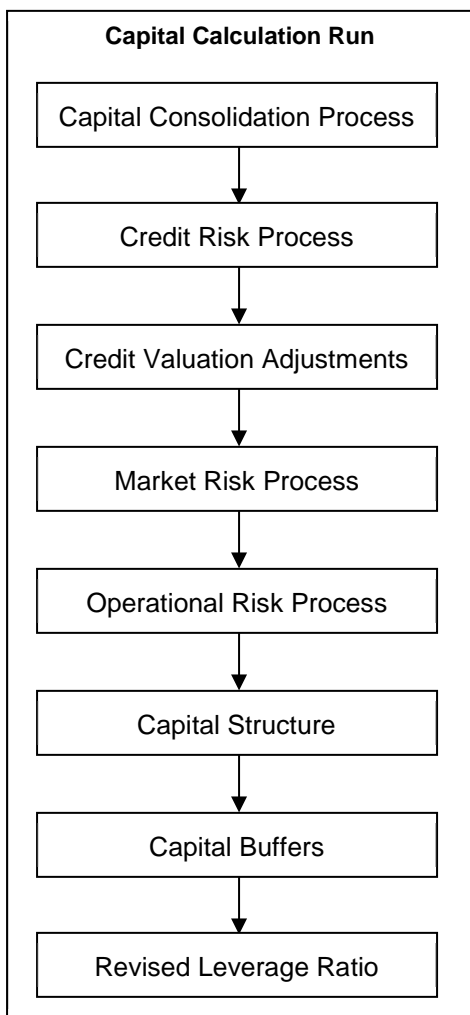 Capital Calculation Run
Capital Consolidation Process
Credit Risk Process
Credit Valuation Adjustments
Market Risk Process
Operational Risk Process
Capital Structure
Capital Buffers
Revised Leverage Ratio